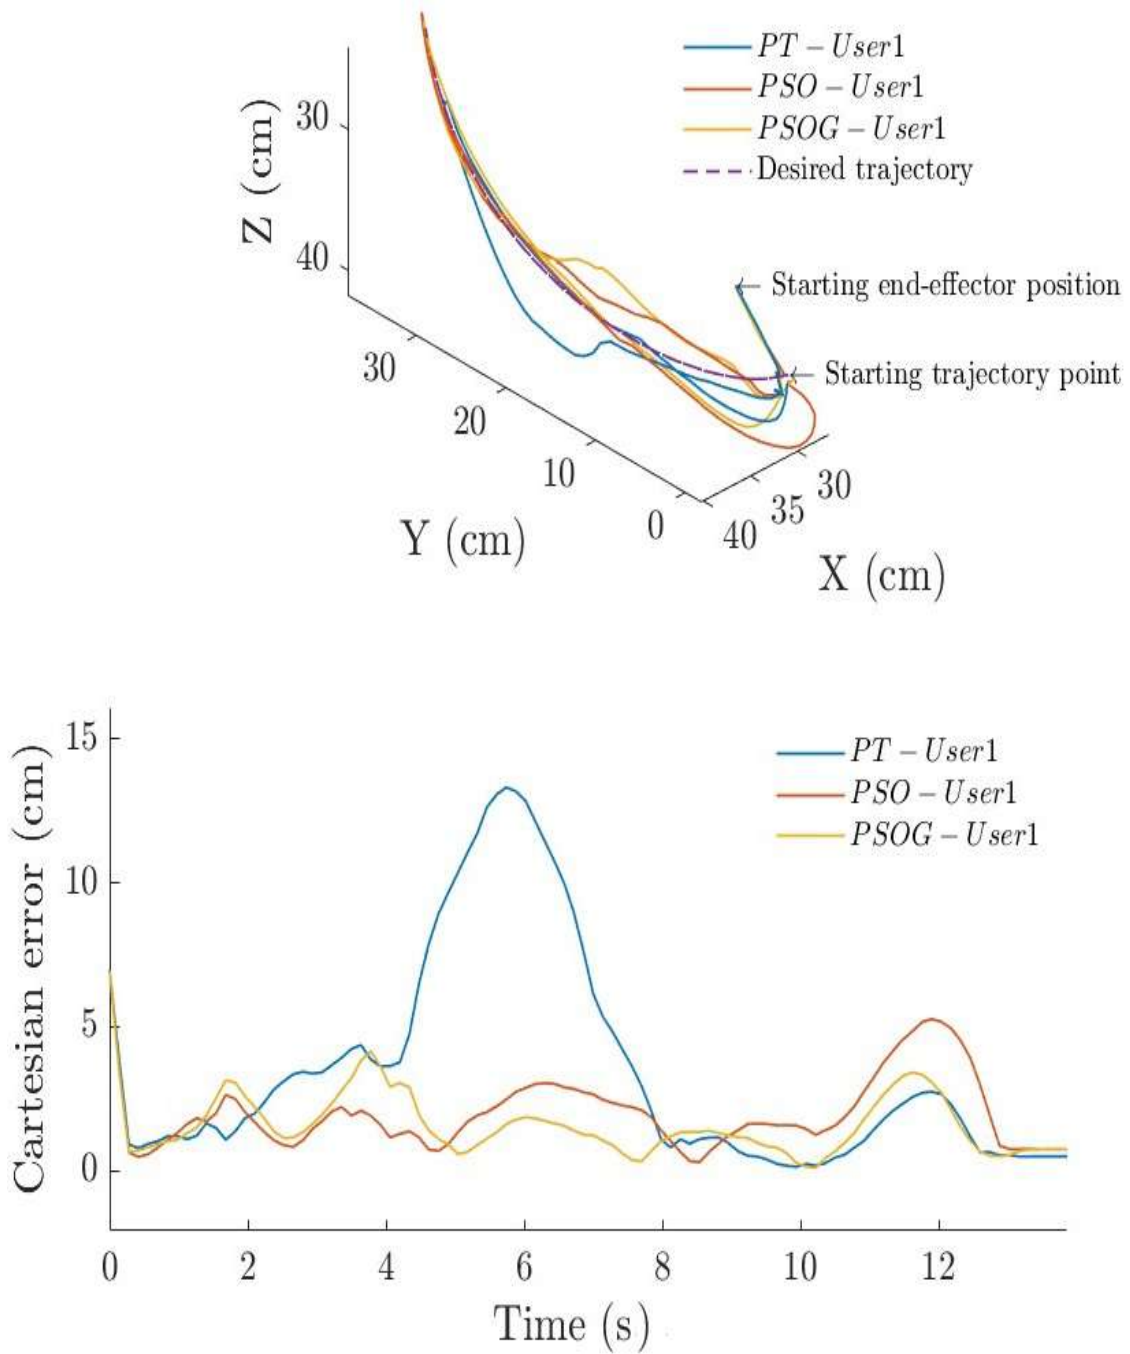 PT – User1
PSO – User1
PSOG – User1
Desired trajectory
Z (cm)
30
40
Starting end-effector position
Starting trajectory point
30
20
10
0
Y (cm)
30
35
40
X (cm)
15
10
5
0
Cartesian error (cm)
PT – User1
PSO – User1
PSOG – User1
0 2 4 6 8 10 12
Time (s)